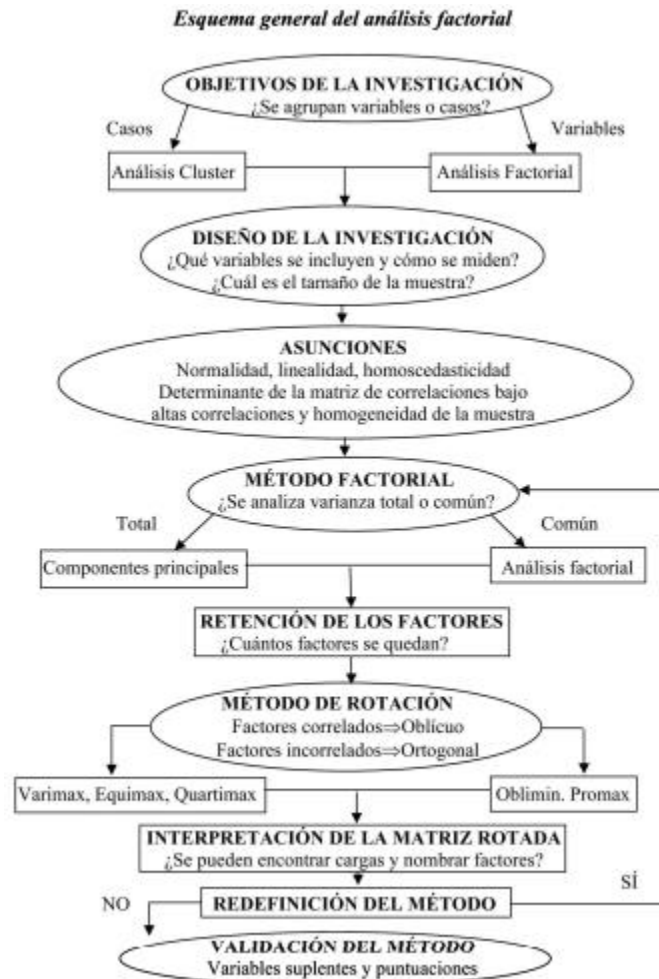 Esquema general del análisis factorial
OBJETIVOS DE LA INVESTIGACIÓN
¿Se agrupan variables o casos?
Casos
Variables
Análisis Cluster
Análisis Factorial
DISEÑO DE LA INVESTIGACIÓN
¿Qué variables se incluyen y cómo se miden?
¿Cuál es el tamaño de la muestra?
ASUNCIONES
Normalidad, linealidad, homoscedasticidad
Determinante de la matriz de correlaciones bajo
altas correlaciones y homogeneidad de la muestra
MÉTODO FACTORIAL
¿Se analiza varianza total o común?
Total
Común
Componentes principales
Análisis factorial
RETENCIÓN DE LOS FACTORES
¿Cuántos factores se quedan?
MÉTODO DE ROTACIÓN
Factores correlados⇒Oblícuo
Factores incorrelados⇒Ortogonal
Varimax, Equimax, Quartimax
Oblimin. Promax
INTERPRETACIÓN DE LA MATRIZ ROTADA
¿Se pueden encontrar cargas y nombrar factores?
NO
REDEFINICIÓN DEL MÉTODO
SÍ
VALIDACIÓN DEL MÉTODO
Variables suplentes y puntuaciones